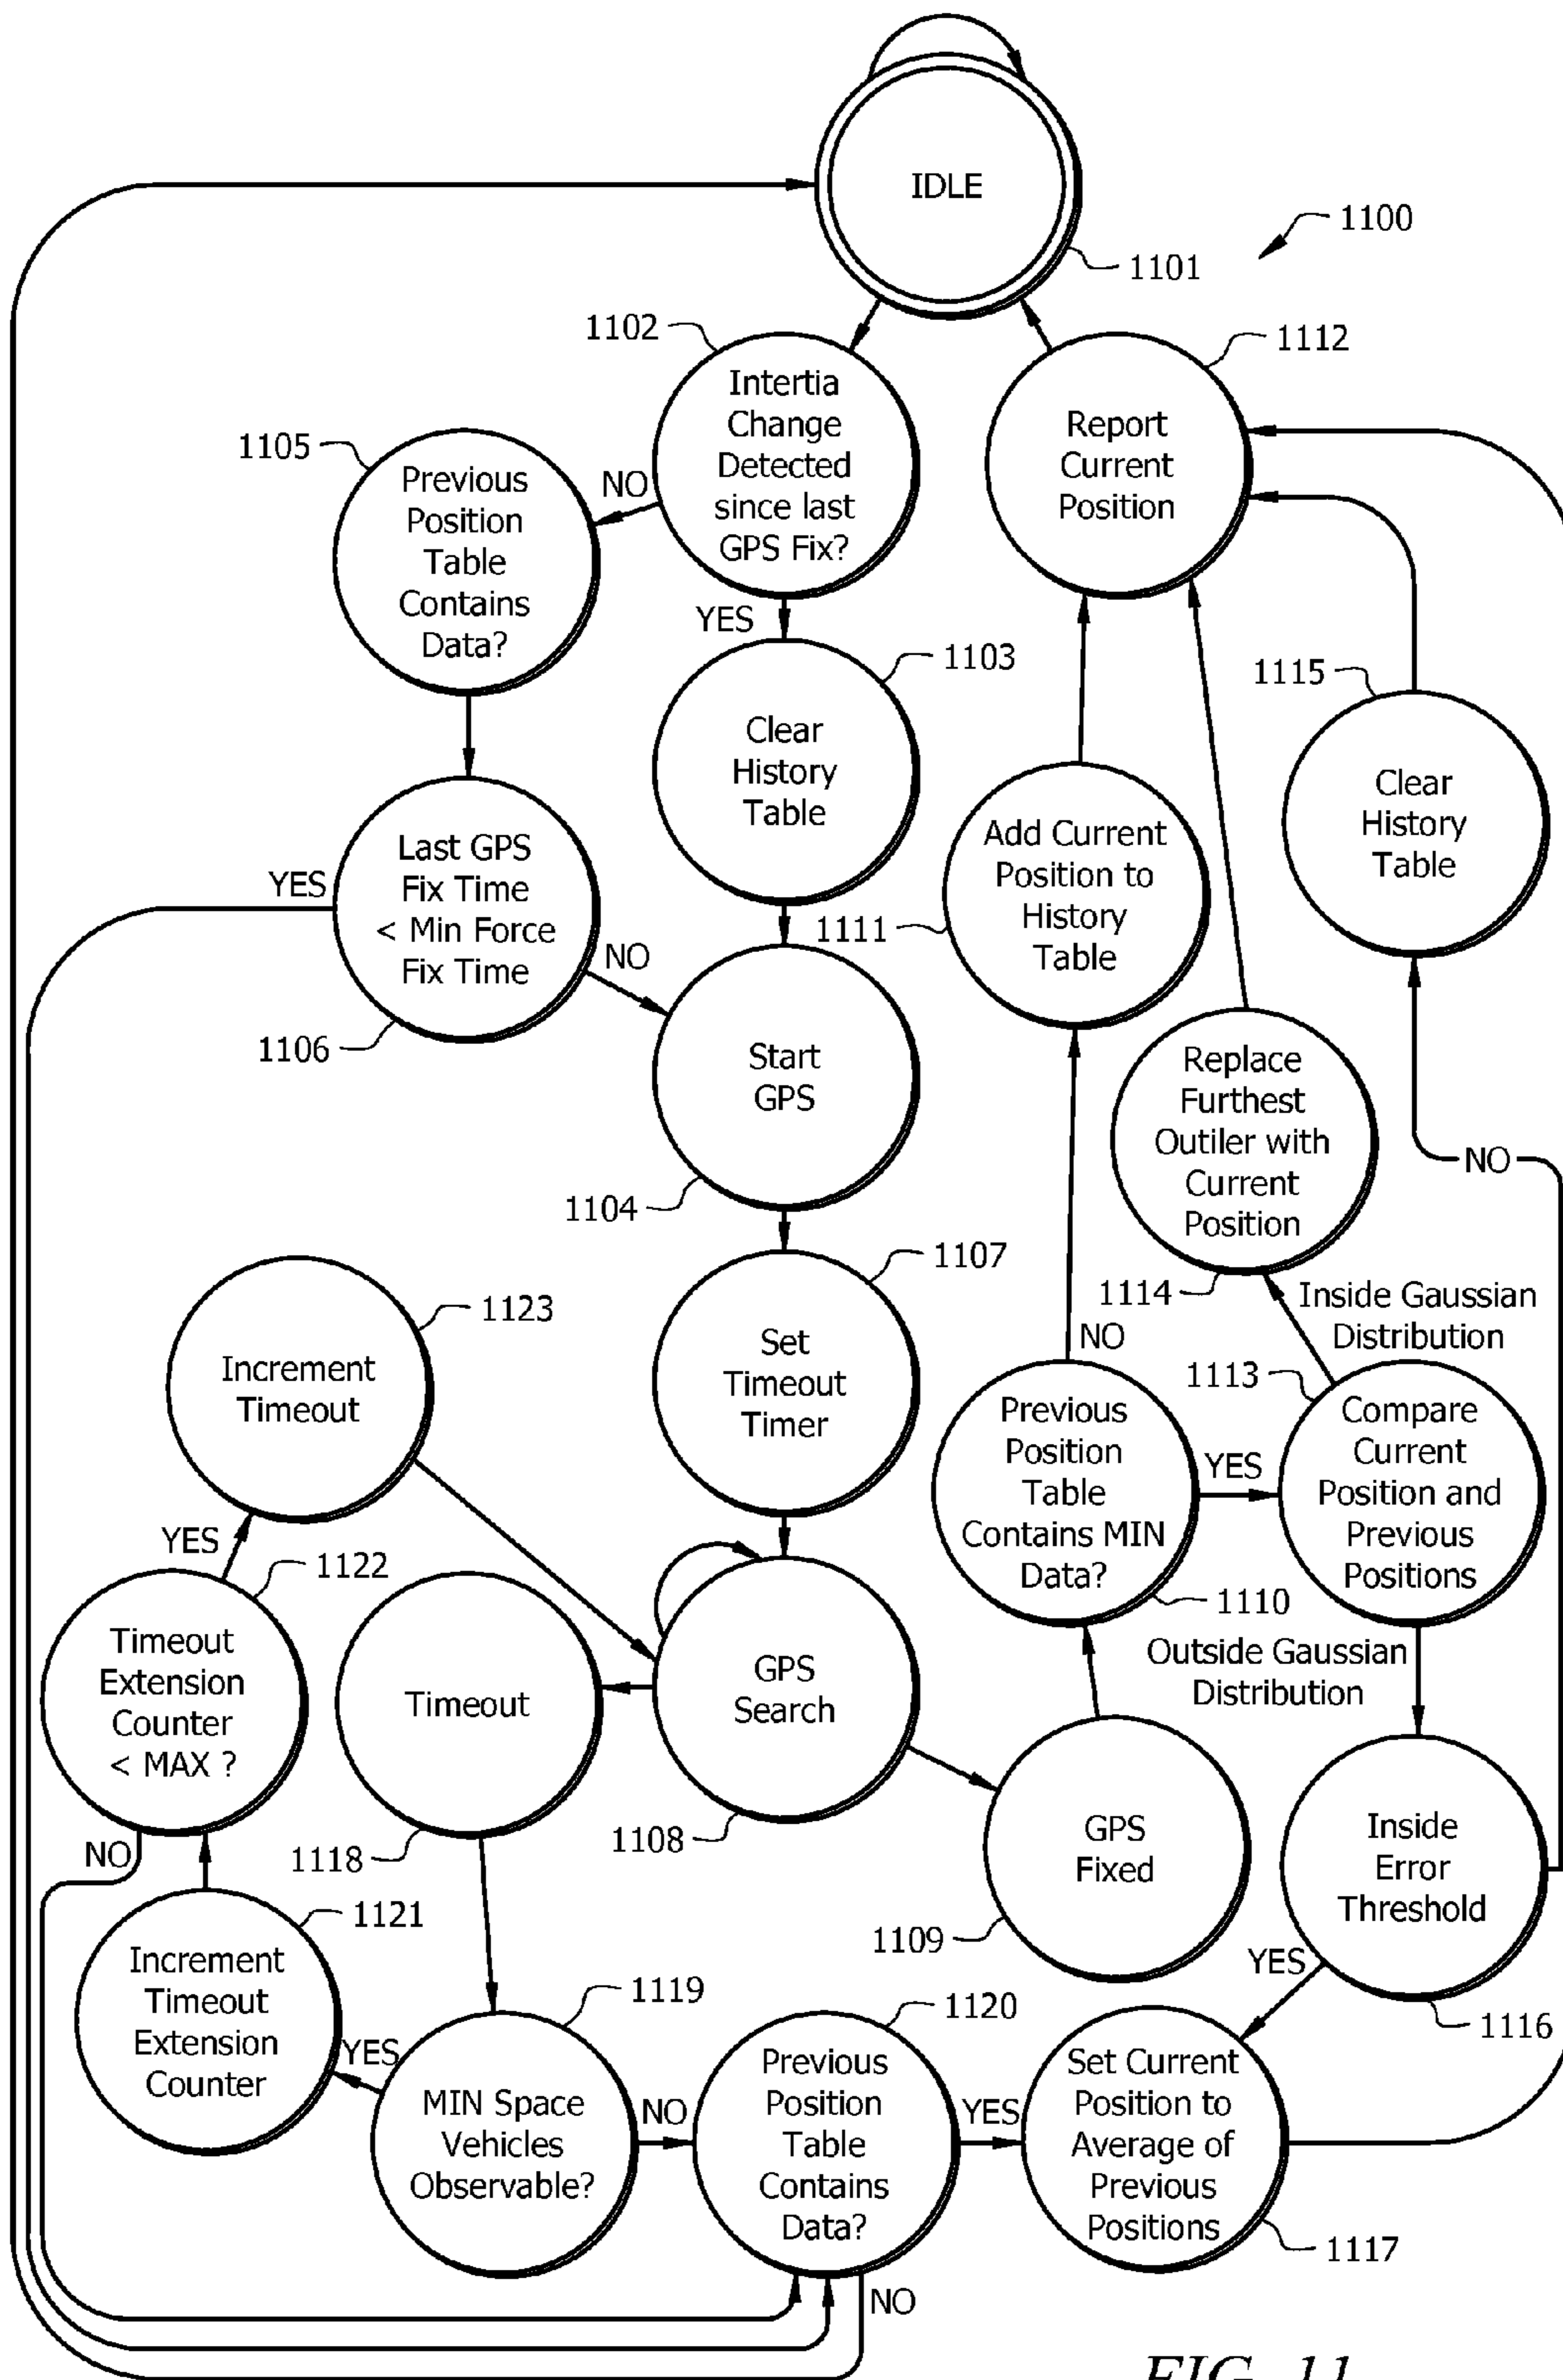 IDLE
1100
1101
1102
Intertia
Change
Detected
since last
GPS Fix?
1112
Report
Current
Position
1105
Previous
Position
Table
Contains
Data?
NO
YES
1103
Clear
History
Table
1115
Clear
History
Table
Last GPS
Fix Time
< Min Force
Fix Time
YES
NO
1106
Add Current
Position to
History
Table
1111
Start
GPS
1104
Replace
Furthest
Outiler with
Current
Position
1114
NO
Inside Gaussian
Distribution
1107
Set
Timeout
Timer
1123
Increment
Timeout
NO
1113
Previous
Position
Table
Contains MIN
Data?
YES
Compare
Current
Position and
Previous
Positions
1110
YES
1122
Timeout
Extension
Counter
< MAX ?
Timeout
GPS
Search
Outside Gaussian
Distribution
NO
1118
1108
GPS
Fixed
1109
Inside
Error
Threshold
YES
1116
1121
Increment
Timeout
Extension
Counter
YES
1119
MIN Space
Vehicles
Observable?
NO
1120
Previous
Position
Table
Contains
Data?
YES
Set Current
Position to
Average of
Previous
Positions
1117
NO
FIG. 11